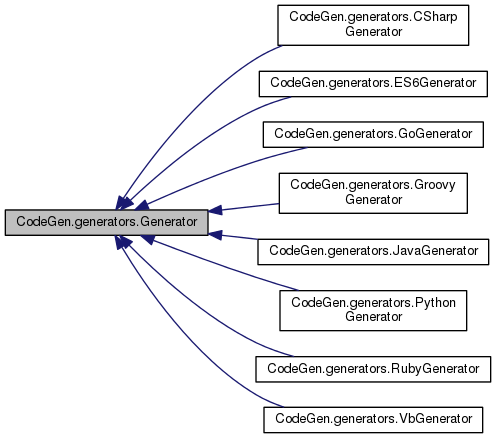 CodeGen.generators.CSharp
Generator
CodeGen.generators.ES6Generator
CodeGen.generators.GoGenerator
CodeGen.generators.Groovy
Generator
CodeGen.generators.Generator
CodeGen.generators.JavaGenerator
CodeGen.generators.Python
Generator
CodeGen.generators.RubyGenerator
CodeGen.generators.VbGenerator